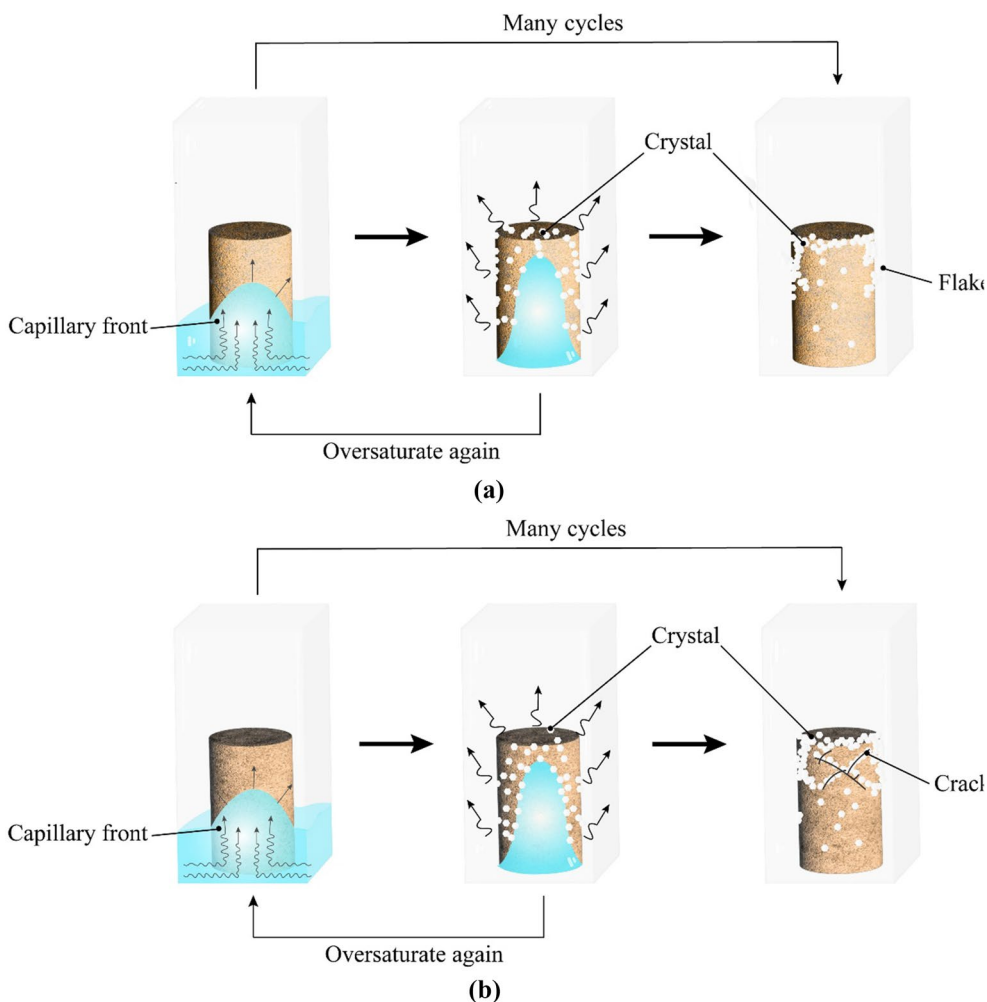 Many cycles
Crystal
Flake
Capillary front
Oversaturate again
(a)
Many cycles
Crystal
Crack
Capillary front
Oversaturate again
(b)